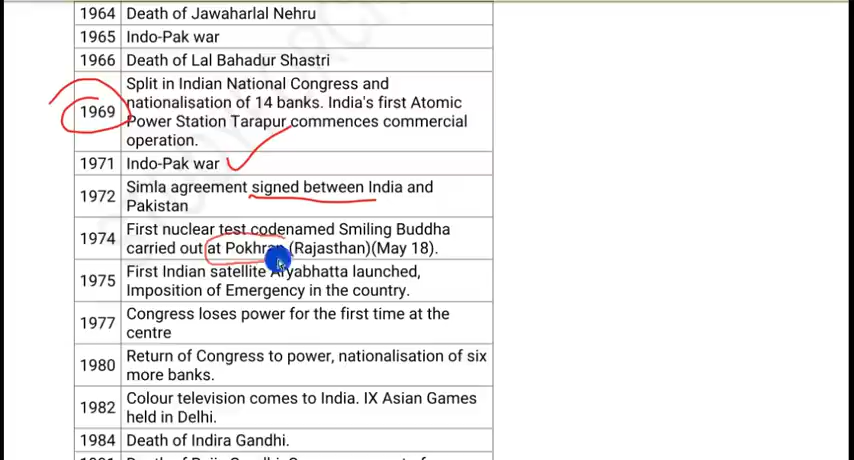 1964 Death of Jawaharlal Nehru
1965 Indo-Pak war
1966 Death of Lal Bahadur Shastri
Split in Indian National Congress and
nationalisation of 14 banks. India's first Atomic
1969 Power Station Tarapur commences commercial
operation.
1971 Indo-Pak war
1972 Simla agreement signed between India and
Pakistan
1974 First nuclear test codenamed Smiling Buddha
carried out at Pokhran (Rajasthan)(May 18).
1975 First Indian satellite Aryabhatta launched,
Imposition of Emergency in the country.
1977 Congress loses power for the first time at the
centre
1980 Return of Congress to power, nationalisation of six
more banks.
1982 Colour television comes to India. IX Asian Games
held in Delhi.
1984 Death of Indira Gandhi.